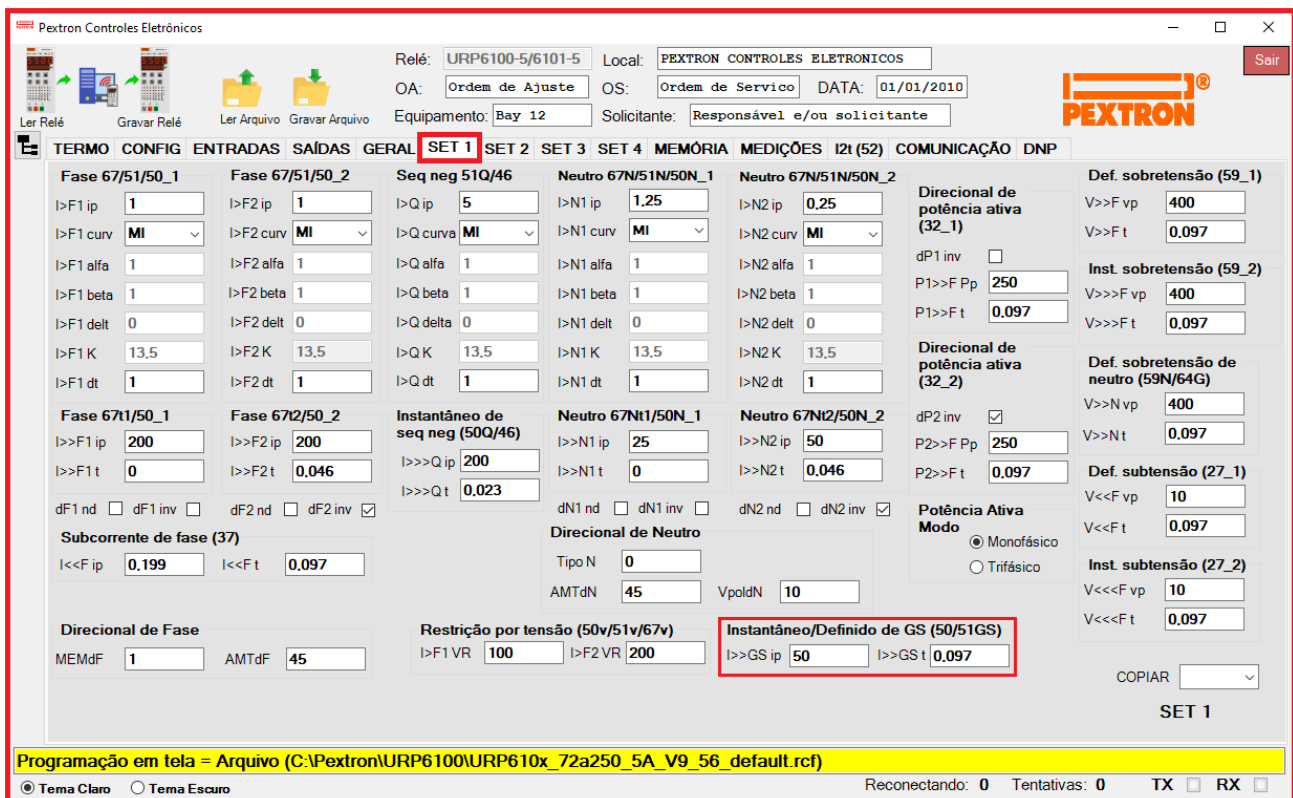 Pextron Controles Eletrônicos
Relé: URP6100-5/6101-5 Local: PEXTRON CONTROLES ELETRONICOS
Sair
OA: Ordem de Ajuste OS: Ordem de Servico DATA: 01/01/2010
Equipamento: Bay 12 Solicitante: Responsável e/ou solicitante
PEXTRON®
Ler Relé Gravar Relé Ler Arquivo Gravar Arquivo
TERMO CONFIG ENTRADAS SAÍDAS GERAL SET 1 SET 2 SET 3 SET 4 MEMÓRIA MEDIÇÕES I2t (52) COMUNICAÇÃO DNP
Fase 67/51/50_1
I>F1 ip 1
I>F1 curv MI
I>F1 alfa 1
I>F1 beta 1
I>F1 delt 0
I>F1 K 13,5
I>F1 dt 1
Fase 67/51/50_2
I>F2 ip 1
I>F2 curv MI
I>F2 alfa 1
I>F2 beta 1
I>F2 delt 0
I>F2 K 13,5
I>F2 dt 1
Seq neg 51Q/46
I>Q ip 5
I>Q curva MI
I>Q alfa 1
I>Q beta 1
I>Q delta 0
I>Q K 13,5
I>Q dt 1
Neutro 67N/51N/50N_1
I>N1 ip 1,25
I>N1 curv MI
I>N1 alfa 1
I>N1 beta 1
I>N1 delt 0
I>N1 K 13,5
I>N1 dt 1
Neutro 67N/51N/50N_2
I>N2 ip 0,25
I>N2 curv MI
I>N2 alfa 1
I>N2 beta 1
I>N2 delt 0
I>N2 K 13,5
I>N2 dt 1
Direcional de
potência ativa
(32_1)
dP1 inv
P1>>F Pp 250
P1>>F t 0,097
Direcional de
potência ativa
(32_2)
dP2 inv
P2>>F Pp 250
P2>>F t 0,097
Potência Ativa
Modo
Monofásico
Trifásico
Def. sobretensão (59_1)
V>>F vp 400
V>>F t 0,097
Inst. sobretensão (59_2)
V>>>F vp 400
V>>>F t 0,097
Def. sobretensão de
neutro (59N/64G)
V>>N vp 400
V>>N t 0,097
Def. subtensão (27_1)
V<<F vp 10
V<<F t 0,097
Inst. subtensão (27_2)
V<<<F vp 10
V<<<F t 0,097
Fase 67t1/50_1
I>>F1 ip 200
I>>F1 t 0
dF1 nd dF1 inv
Fase 67t2/50_2
I>>F2 ip 200
I>>F2 t 0,046
dF2 nd dF2 inv
Instantâneo de
seq neg (50Q/46)
I>>>Q ip 200
I>>>Q t 0,023
Neutro 67Nt1/50N_1
I>>N1 ip 25
I>>N1 t 0
dN1 nd dN1 inv
Neutro 67Nt2/50N_2
I>>N2 ip 50
I>>N2 t 0,046
dN2 nd dN2 inv
Subcorrente de fase (37)
I<<F ip 0,199 I<<F t 0,097
Direcional de Neutro
Tipo N 0
AMTdN 45 VpoldN 10
Direcional de Fase
MEMdF 1 AMTdF 45
Restrição por tensão (50v/51v/67v)
I>F1 VR 100 I>F2 VR 200
Instantâneo/Definido de GS (50/51GS)
I>>GS ip 50 I>>GS t 0,097
COPIAR
SET 1
Programação em tela = Arquivo (C:\Pextron\URP6100\URP610x_72a250_5A_V9_56_default.rcf)
Tema Claro Tema Escuro Reconectando: 0 Tentativas: 0 TX RX